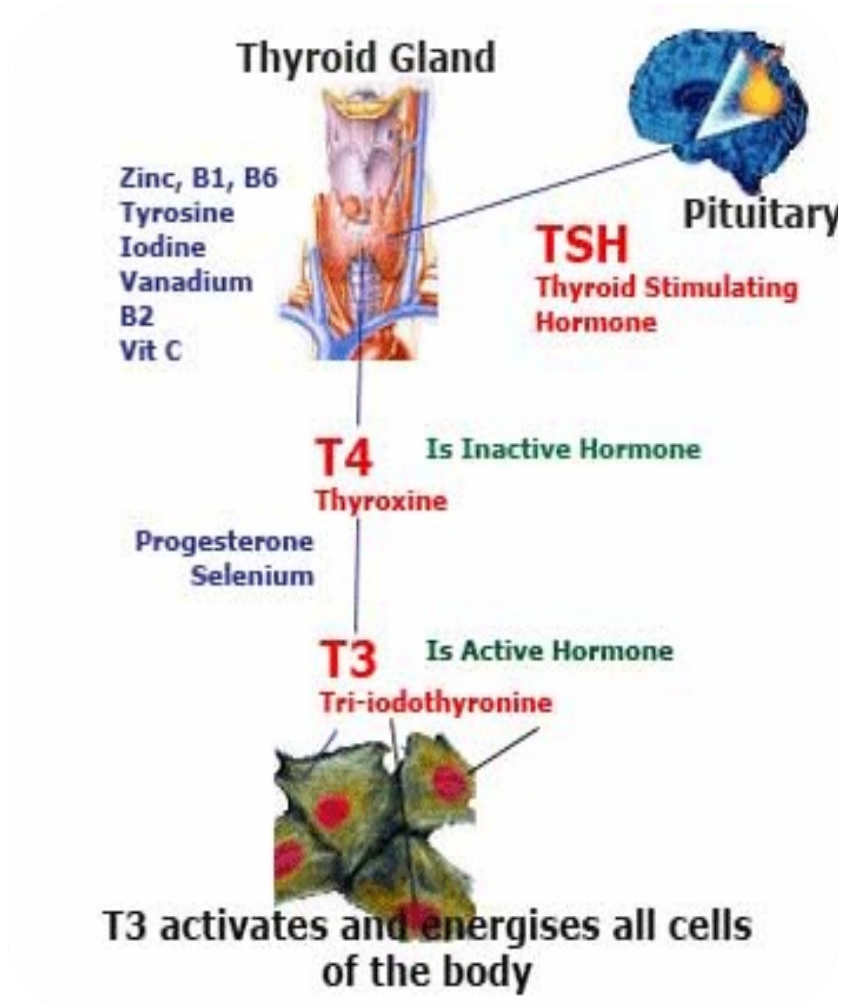 Thyroid Gland
Pituitary
Zinc, B1, B6
Tyrosine
Iodine
Vanadium
B2
Vit C
TSH
Thyroid Stimulating
Hormone
T4
Is Inactive Hormone
Thyroxine
Progesterone
Selenium
T3
Is Active Hormone
Tri-iodothyronine
T3 activates and energises all cells
of the body